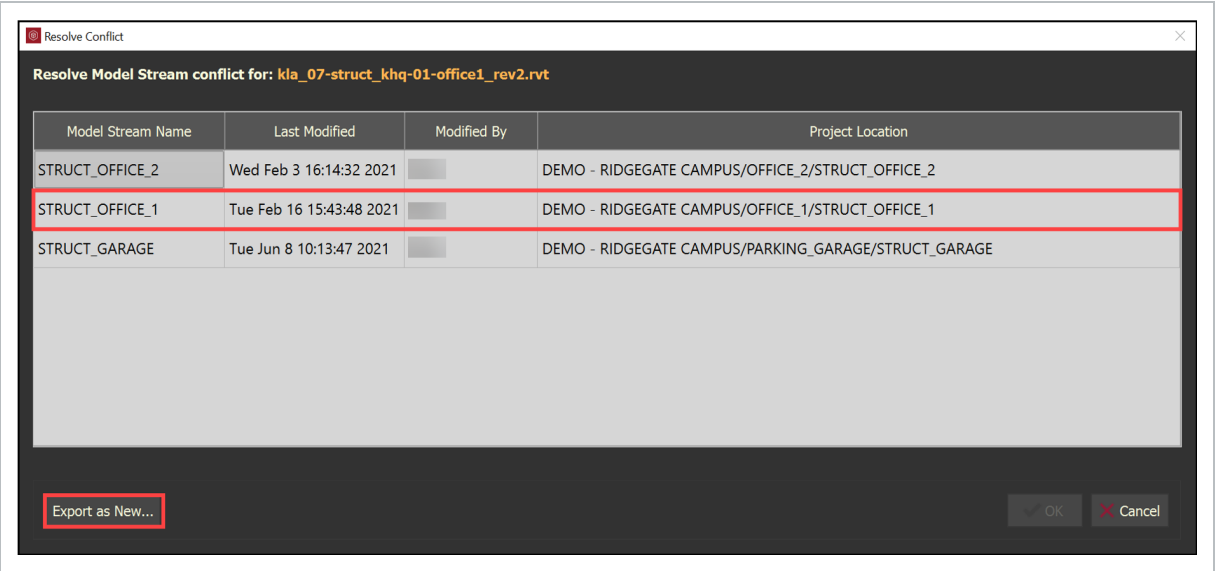 Resolve Conflict
Resolve Model Stream conflict for: kla_07-struct_khq-01-office1_rev2.rvt
Model Stream Name Last Modified Modified By Project Location
STRUCT_OFFICE_2 Wed Feb 3 16:14:32 2021 DEMO - RIDGEGATE CAMPUS/OFFICE_2/STRUCT_OFFICE_2
STRUCT_OFFICE_1 Tue Feb 16 15:43:48 2021 DEMO - RIDGEGATE CAMPUS/OFFICE_1/STRUCT_OFFICE_1
STRUCT_GARAGE Tue Jun 8 10:13:47 2021 DEMO - RIDGEGATE CAMPUS/PARKING_GARAGE/STRUCT_GARAGE
Export as New... OK Cancel